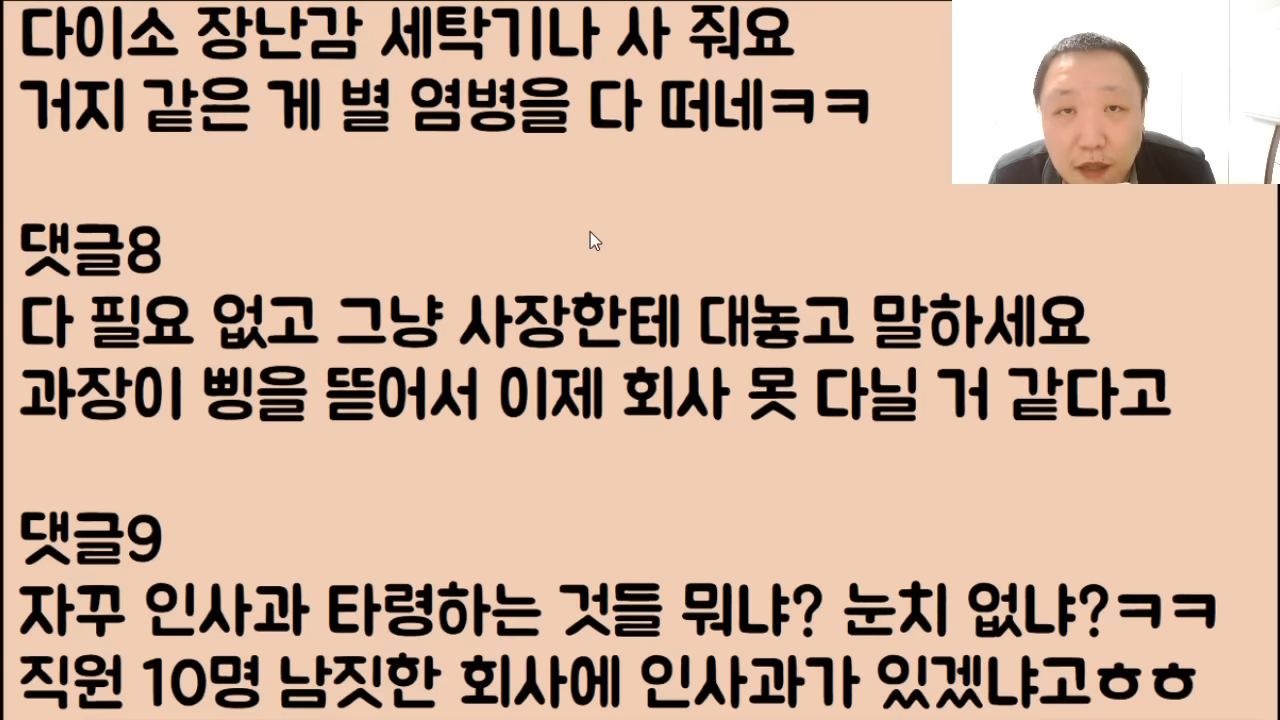 다이소 장난감 세탁기나 사 줘요
거지 같은 게 별 염병을 다 떠네ㅋㅋ
댓글8
다 필요 없고 그냥 사장한테 대놓고 말하세요
과장이 삥을 뜯어서 이제 회사 못 다닐 거 같다고
댓글9
자꾸 인사과 타령하는 것들 뭐냐? 눈치 없냐?ㅋㅋ
직원 10명 남짓한 회사에 인사과가 있겠냐고ㅎㅎ